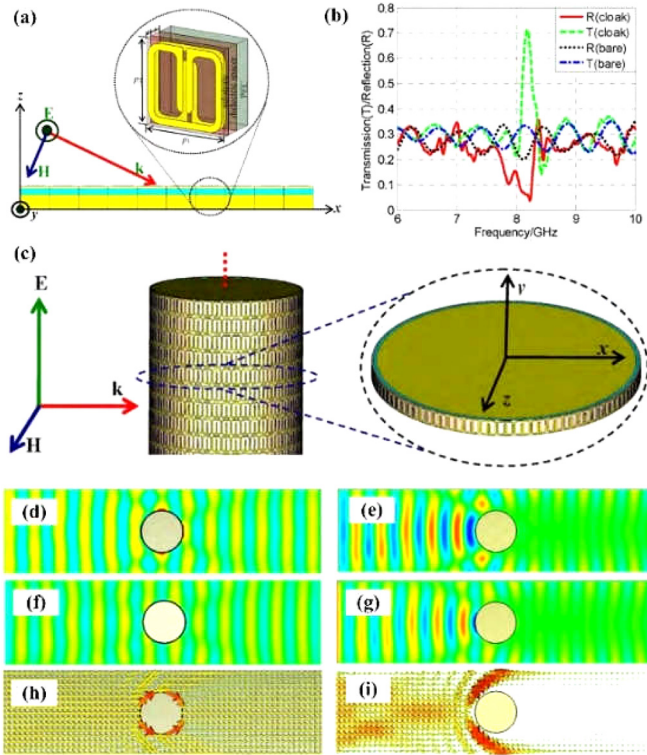 (a)
z
E
H
k
y
x
(b)
Transmission(T)/Reflection(R)
0.8
0.7
0.6
0.5
0.4
0.3
0.2
0.1
0
R(cloak)
T(cloak)
R(bare)
T(bare)
6
7
8
9
10
Frequency/GHz
(c)
E
k
H
y
x
z
(d)
(e)
(f)
(g)
(h)
(i)